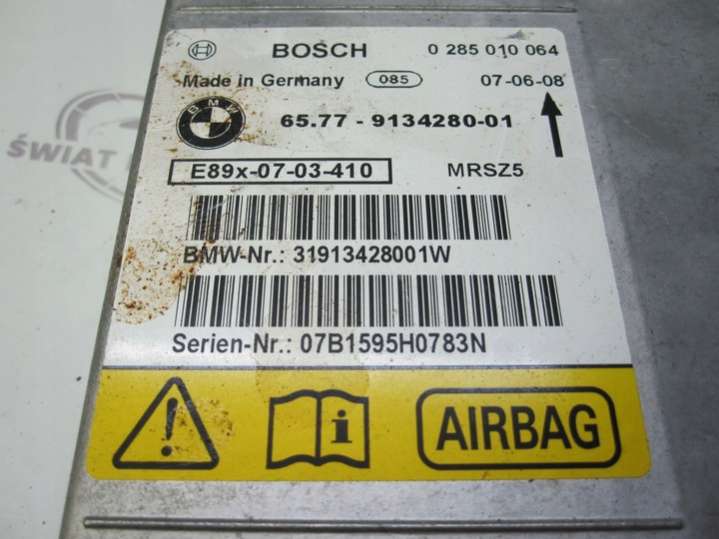 BOSCH 0 285 010 064
Made in Germany 085 07-06-08
BMW 65.77 - 9134280-01
E89x-07-03-410 MRSZ5
BMW-Nr.: 31913428001W
Serien-Nr.: 07B1595H0783N
AIRBAG
ŚWIAT